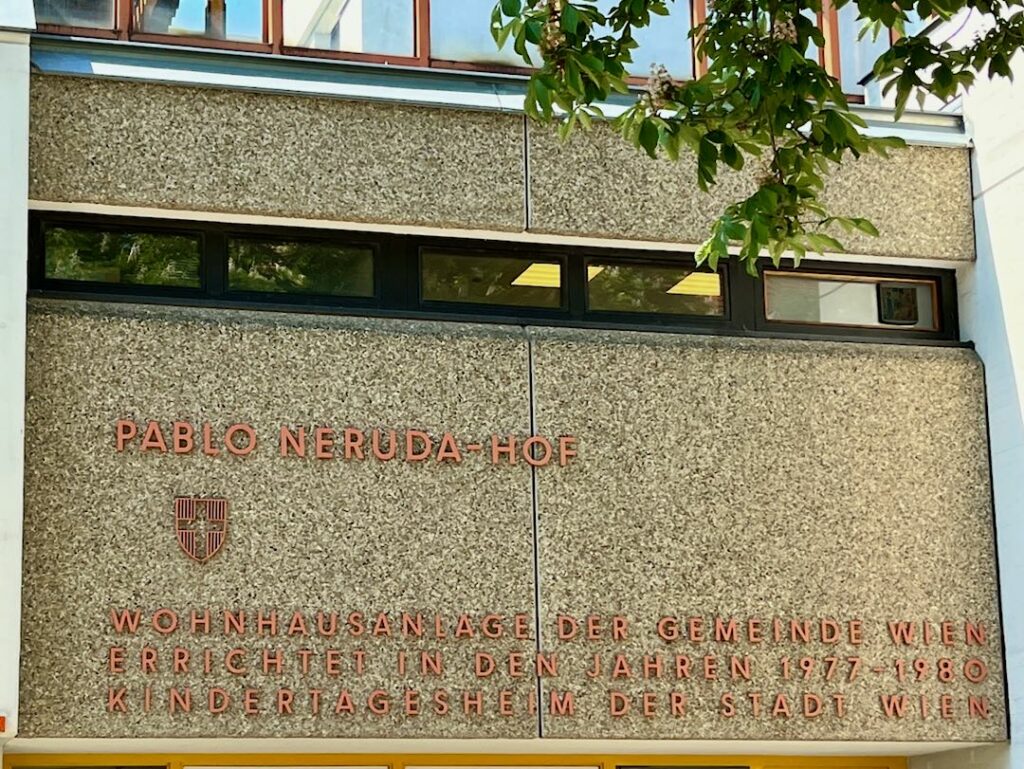 PABLO NERUDA-HOF
WOHNHAUSANLAGE DER GEMEINDE WIEN
ERRICHTET IN DEN JAHREN 1977-1980
KINDERTAGESHEIM DER STADT WIEN